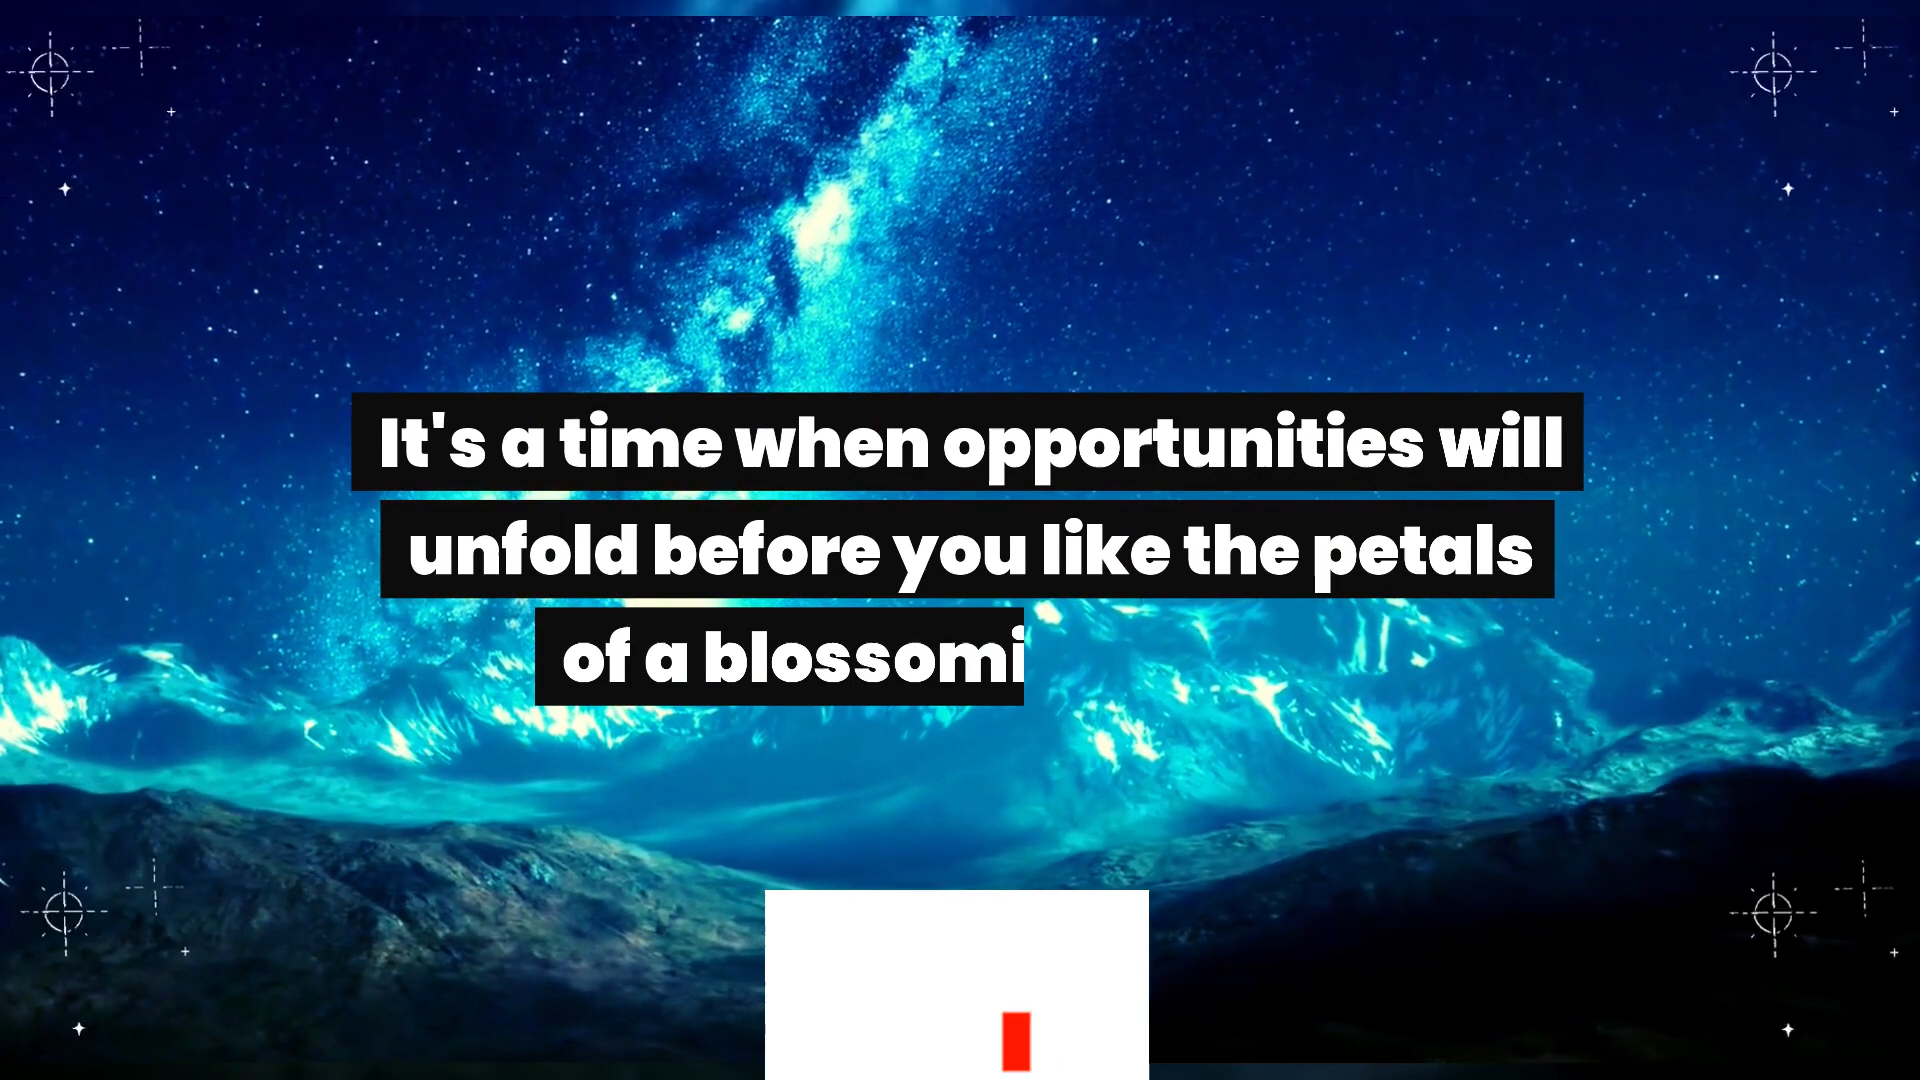 It's a time when opportunities will
unfold before you like the petals
of a blossomi